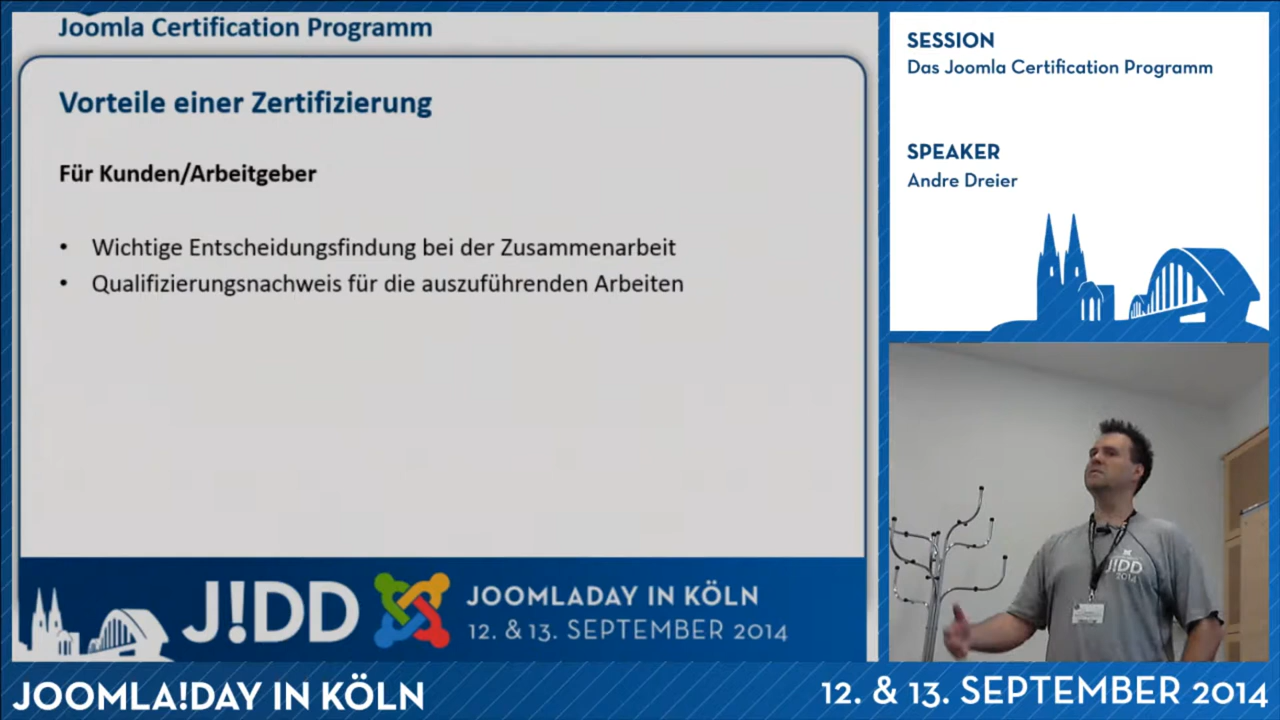 Joomla Certification Programm
Vorteile einer Zertifizierung
Für Kunden/Arbeitgeber
• Wichtige Entscheidungsfindung bei der Zusammenarbeit
• Qualifizierungsnachweis für die auszuführenden Arbeiten
J!DD
JOOMLADAY IN KÖLN
12. & 13. SEPTEMBER 2014
SESSION
Das Joomla Certification Programm
SPEAKER
Andre Dreier
J!DD
2014
JOOMLA!DAY IN KÖLN
12. & 13. SEPTEMBER 2014